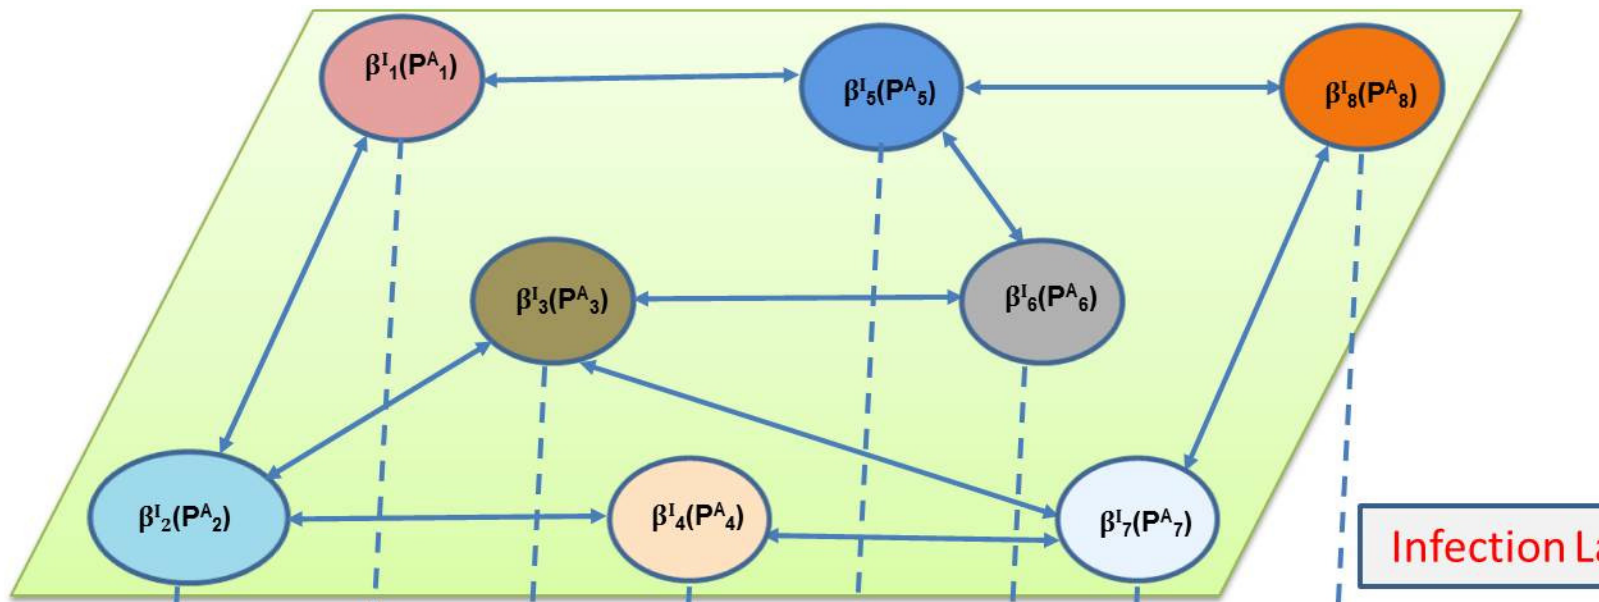 βᴵ₁(Pᴬ₁)
βᴵ₅(Pᴬ₅)
βᴵ₈(Pᴬ₈)
βᴵ₃(Pᴬ₃)
βᴵ₆(Pᴬ₆)
βᴵ₂(Pᴬ₂)
βᴵ₄(Pᴬ₄)
βᴵ₇(Pᴬ₇)
Infection La